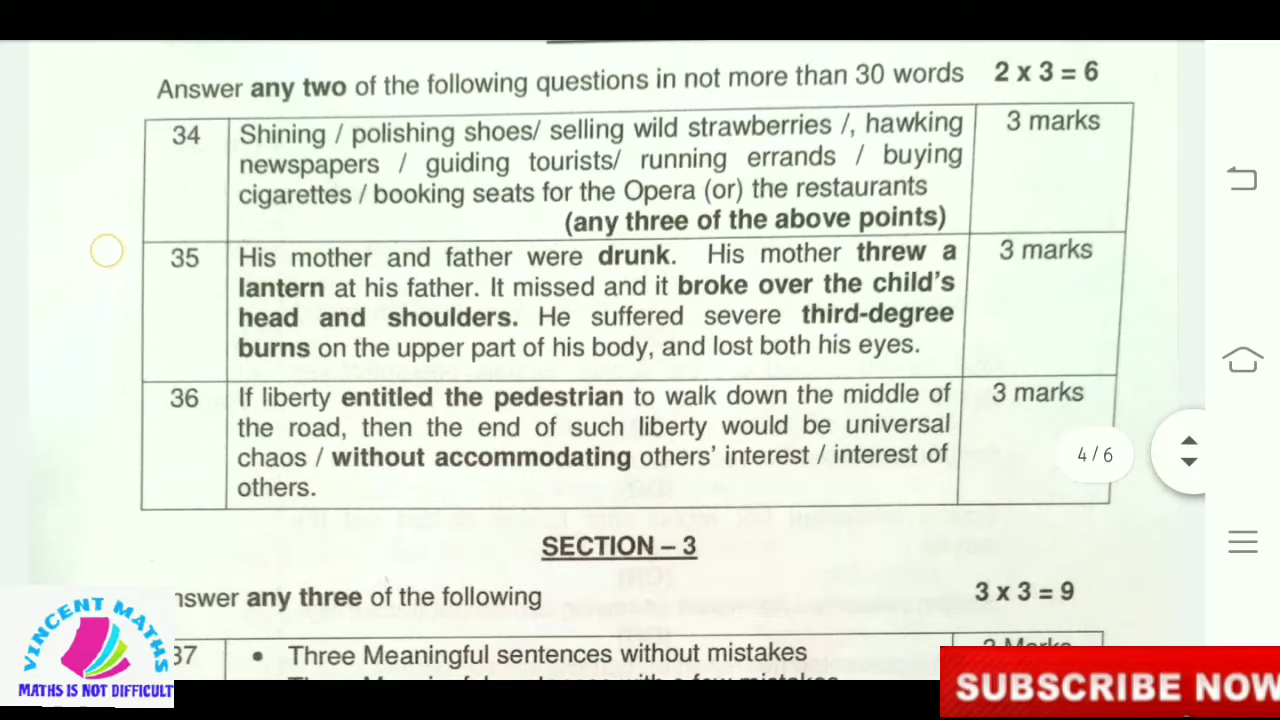 Answer any two of the following questions in not more than 30 words 2 x 3 = 6
34 Shining / polishing shoes/ selling wild strawberries /, hawking 3 marks
newspapers / guiding tourists/ running errands / buying
cigarettes / booking seats for the Opera (or) the restaurants
(any three of the above points)
35 His mother and father were drunk. His mother threw a 3 marks
lantern at his father. It missed and it broke over the child's
head and shoulders. He suffered severe third-degree
burns on the upper part of his body, and lost both his eyes.
36 If liberty entitled the pedestrian to walk down the middle of 3 marks
the road, then the end of such liberty would be universal
chaos / without accommodating others' interest / interest of
others.
4 / 6
SECTION – 3
nswer any three of the following 3 x 3 = 9
37 • Three Meaningful sentences without mistakes
VINCENT MATHS
MATHS IS NOT DIFFICULT
SUBSCRIBE NOW